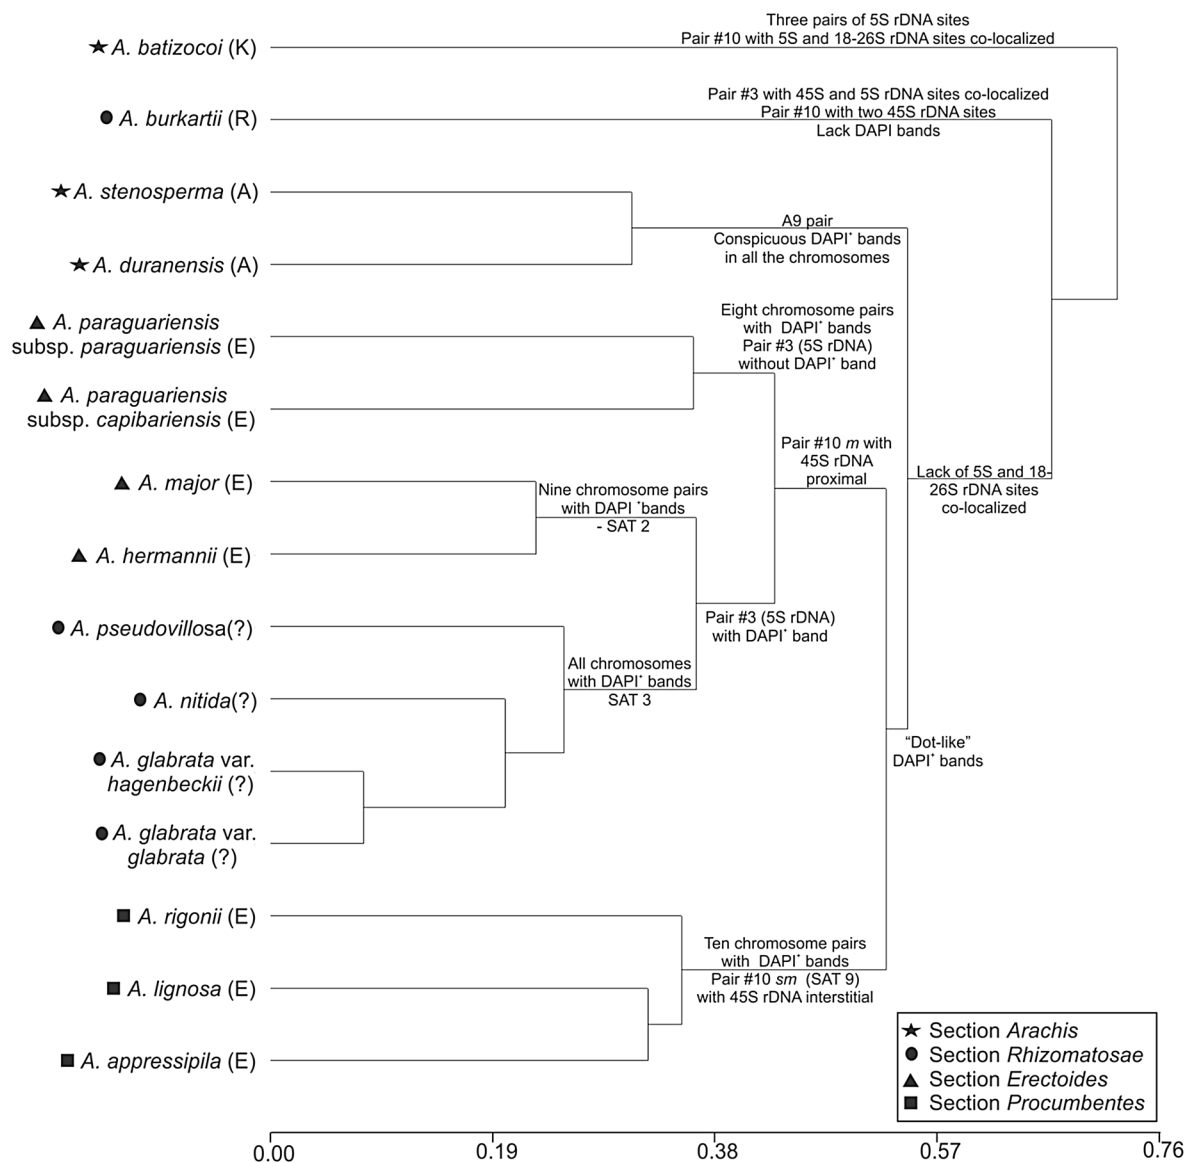 Three pairs of 5S rDNA sites
A. batizocoi (K)
Pair #10 with 5S and 18-26S rDNA sites co-localized
Pair #3 with 45S and 5S rDNA sites co-localized
A. burkartii (R)
Pair #10 with two 45S rDNA sites
Lack DAPI bands
A. stenosperma (A)
A9 pair
Conspicuous DAPI⁺ bands
in all the chromosomes
A. duranensis (A)
A. paraguariensis
subsp. paraguariensis (E)
Eight chromosome pairs
with DAPI⁺ bands
Pair #3 (5S rDNA)
without DAPI⁺ band
A. paraguariensis
subsp. capibariensis (E)
Pair #10 m with
45S rDNA
proximal
Lack of 5S and 18-
26S rDNA sites
co-localized
A. major (E)
Nine chromosome pairs
with DAPI ⁺bands
- SAT 2
A. hermannii (E)
Pair #3 (5S rDNA)
with DAPI⁺ band
A. pseudovillosa(?)
All chromosomes
with DAPI⁺ bands
SAT 3
A. nitida(?)
"Dot-like"
DAPI⁺ bands
A. glabrata var.
hagenbeckii (?)
A. glabrata var.
glabrata (?)
A. rigonii (E)
Ten chromosome pairs
with DAPI⁺ bands
Pair #10 sm (SAT 9)
with 45S rDNA interstitial
A. lignosa (E)
A. appressipila (E)
Section Arachis
Section Rhizomatosae
Section Erectoides
Section Procumbentes
0.00 0.19 0.38 0.57 0.76